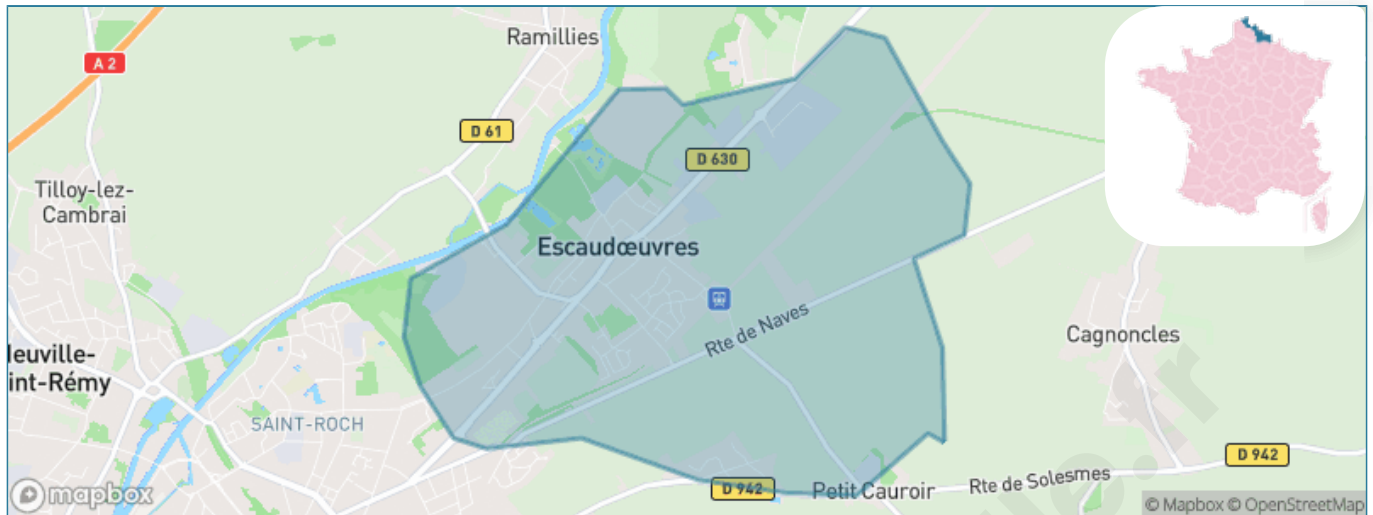 Ramillies
A 2
D 61
D 630
Tilloy-lez-
Cambrai
Escaudœuvres
Rte de Naves
Cagnoncles
Neuville-
int-Rémy
SAINT-ROCH
D 942
D 942
Petit Cauroir
Rte de Solesmes
mapbox
© Mapbox © OpenStreetMap